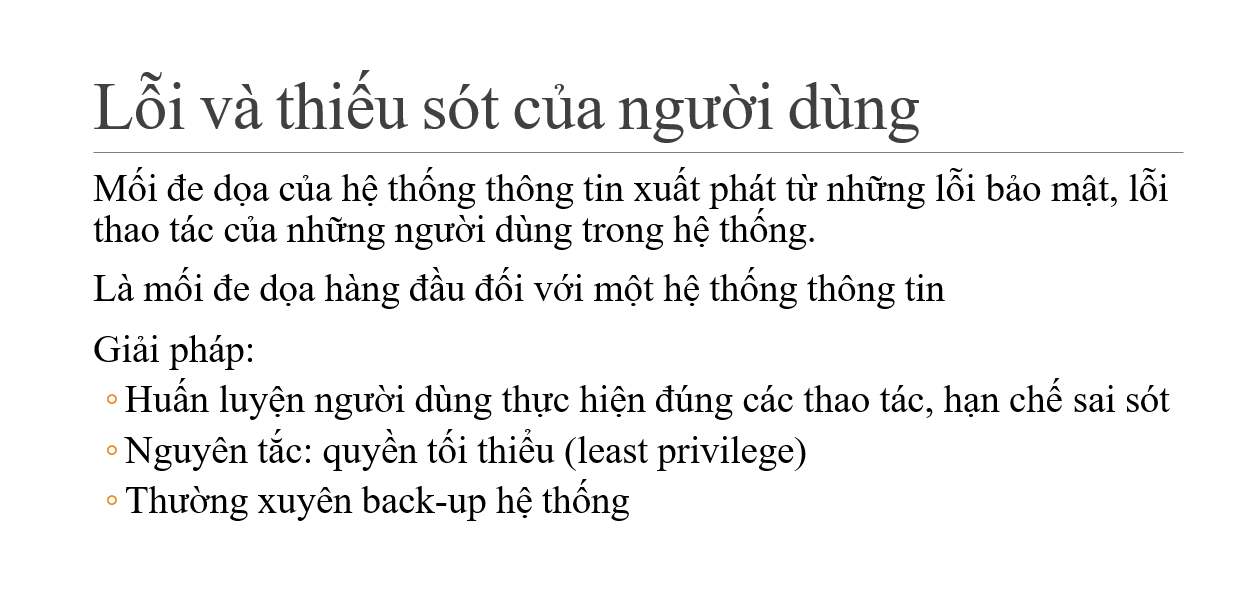 Lỗi và thiếu sót của người dùng
Mối đe dọa của hệ thống thông tin xuất phát từ những lỗi bảo mật, lỗi
thao tác của những người dùng trong hệ thống.
Là mối đe dọa hàng đầu đối với một hệ thống thông tin
Giải pháp:
◦ Huấn luyện người dùng thực hiện đúng các thao tác, hạn chế sai sót
◦ Nguyên tắc: quyền tối thiểu (least privilege)
◦ Thường xuyên back-up hệ thống